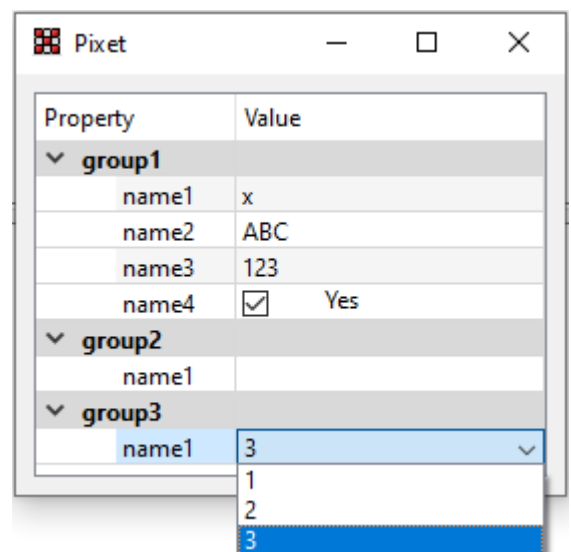 Pixet
Property Value
group1
name1 x
name2 ABC
name3 123
name4 Yes
group2
name1
group3
name1 3
1
2
3